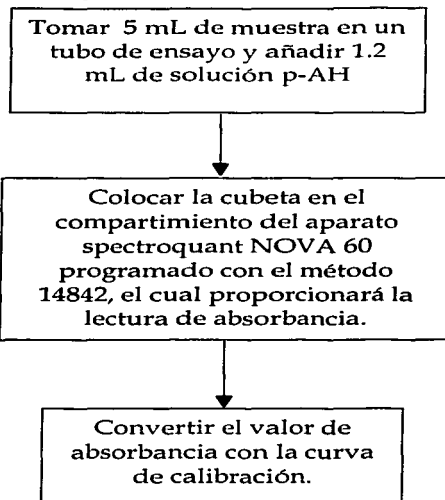 Tomar 5 mL de muestra en un
tubo de ensayo y añadir 1.2
mL de solución p-AH
Colocar la cubeta en el
compartimiento del aparato
spectroquant NOVA 60
programado con el método
14842, el cual proporcionará la
lectura de absorbancia.
Convertir el valor de
absorbancia con la curva
de calibración.